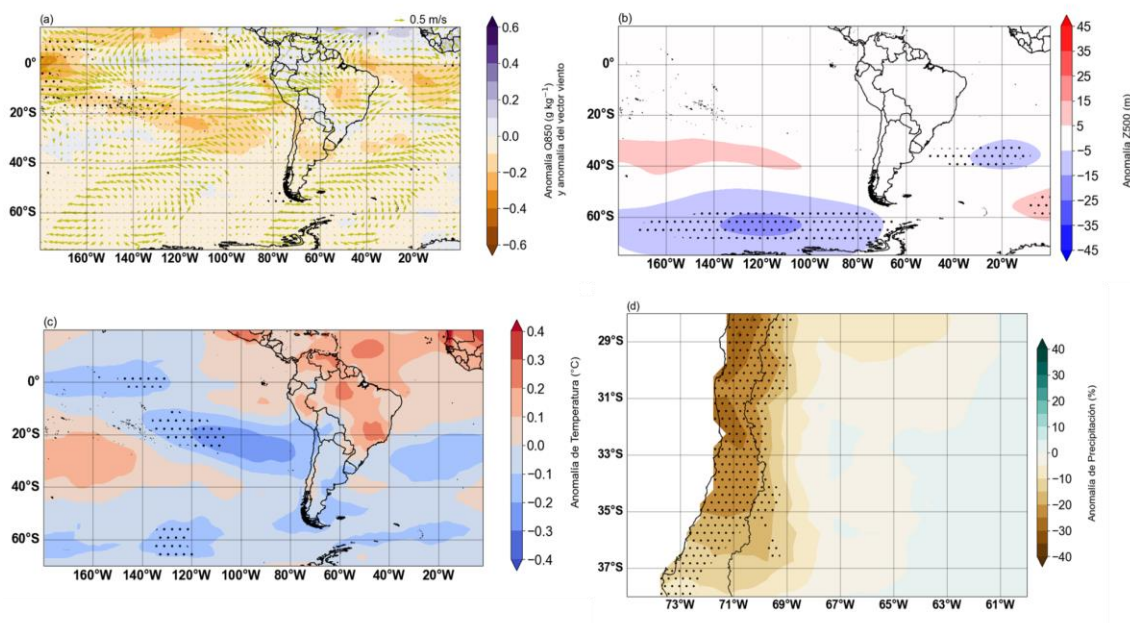 (a)
0.5 m/s
0°
20°S
40°S
60°S
160°W 140°W 120°W 100°W 80°W 60°W 40°W 20°W
0.6
0.4
0.2
0.0
−0.2
−0.4
−0.6
Anomalía Q850 (g kg⁻¹)
y anomalía del vector viento
(b)
0°
20°S
40°S
60°S
160°W 140°W 120°W 100°W 80°W 60°W 40°W 20°W
45
35
25
15
5
−5
−15
−25
−35
−45
Anomalía Z500 (m)
(c)
0°
20°S
40°S
60°S
160°W 140°W 120°W 100°W 80°W 60°W 40°W 20°W
0.4
0.3
0.2
0.1
0.0
−0.1
−0.2
−0.3
−0.4
Anomalía de Temperatura (°C)
(d)
29°S
31°S
33°S
35°S
37°S
73°W 71°W 69°W 67°W 65°W 63°W 61°W
40
30
20
10
0
−10
−20
−30
−40
Anomalía de Precipitación (%)